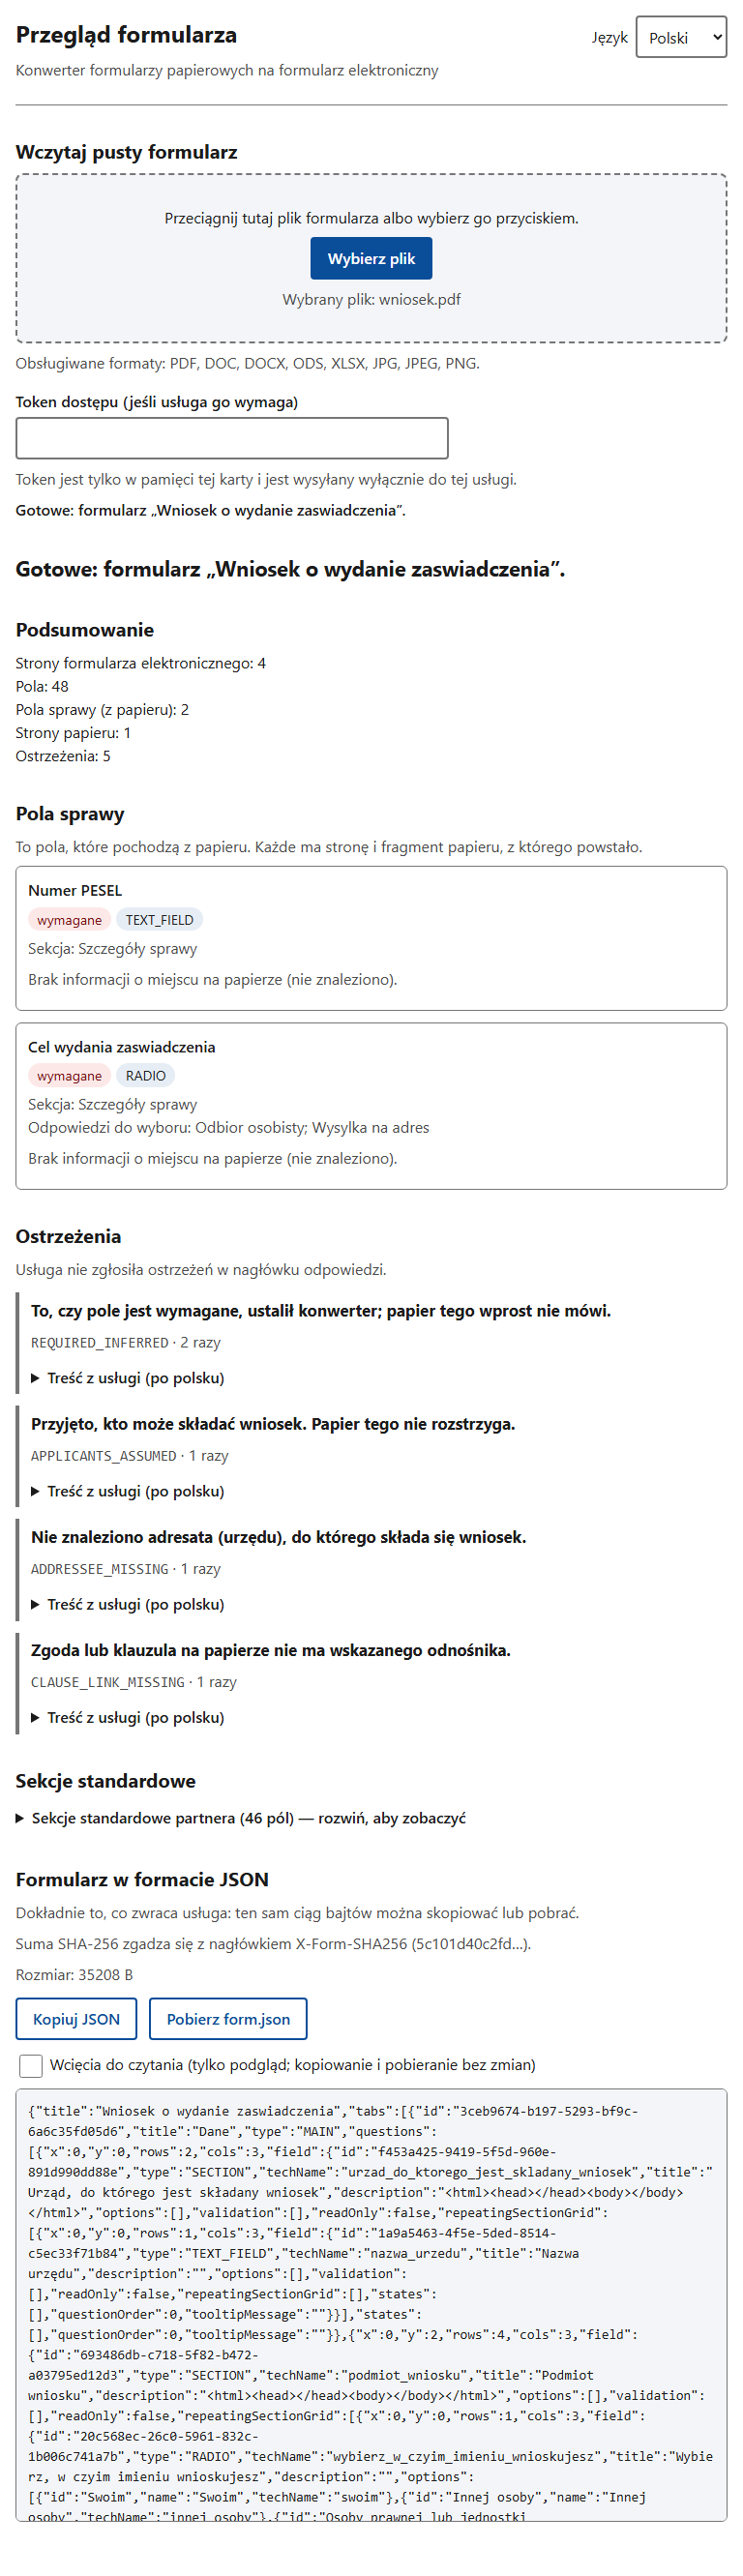 Przegląd formularza
Język
Polski
Konwerter formularzy papierowych na formularz elektroniczny
Wczytaj pusty formularz
Przeciągnij tutaj plik formularza albo wybierz go przyciskiem.
Wybierz plik
Wybrany plik: wniosek.pdf
Obsługiwane formaty: PDF, DOC, DOCX, ODS, XLSX, JPG, JPEG, PNG.
Token dostępu (jeśli usługa go wymaga)
Token jest tylko w pamięci tej karty i jest wysyłany wyłącznie do tej usługi.
Gotowe: formularz „Wniosek o wydanie zaswiadczenia”.
Gotowe: formularz „Wniosek o wydanie zaswiadczenia”.
Podsumowanie
Strony formularza elektronicznego: 4
Pola: 48
Pola sprawy (z papieru): 2
Strony papieru: 1
Ostrzeżenia: 5
Pola sprawy
To pola, które pochodzą z papieru. Każde ma stronę i fragment papieru, z którego powstało.
Numer PESEL
wymagane TEXT_FIELD
Sekcja: Szczegóły sprawy
Brak informacji o miejscu na papierze (nie znaleziono).
Cel wydania zaswiadczenia
wymagane RADIO
Sekcja: Szczegóły sprawy
Odpowiedzi do wyboru: Odbior osobisty; Wysylka na adres
Brak informacji o miejscu na papierze (nie znaleziono).
Ostrzeżenia
Usługa nie zgłosiła ostrzeżeń w nagłówku odpowiedzi.
To, czy pole jest wymagane, ustalił konwerter; papier tego wprost nie mówi.
REQUIRED_INFERRED · 2 razy
▶ Treść z usługi (po polsku)
Przyjęto, kto może składać wniosek. Papier tego nie rozstrzyga.
APPLICANTS_ASSUMED · 1 razy
▶ Treść z usługi (po polsku)
Nie znaleziono adresata (urzędu), do którego składa się wniosek.
ADDRESSEE_MISSING · 1 razy
▶ Treść z usługi (po polsku)
Zgoda lub klauzula na papierze nie ma wskazanego odnośnika.
CLAUSE_LINK_MISSING · 1 razy
▶ Treść z usługi (po polsku)
Sekcje standardowe
▶ Sekcje standardowe partnera (46 pól) — rozwiń, aby zobaczyć
Formularz w formacie JSON
Dokładnie to, co zwraca usługa: ten sam ciąg bajtów można skopiować lub pobrać.
Suma SHA-256 zgadza się z nagłówkiem X-Form-SHA256 (5c101d40c2fd…).
Rozmiar: 35208 B
Kopiuj JSON
Pobierz form.json
Wcięcia do czytania (tylko podgląd; kopiowanie i pobieranie bez zmian)
{"title":"Wniosek o wydanie zaswiadczenia","tabs":[{"id":"3ceb9674-b197-5293-bf9c-
6a6c35fd05d6","title":"Dane","type":"MAIN","questions":
[{"x":0,"y":0,"rows":2,"cols":3,"field":{"id":"f453a425-9419-5f5d-960e-
891d990dd88e","type":"SECTION","techName":"urzad_do_ktorego_jest_skladany_wniosek","title":"
Urząd, do którego jest składany wniosek","description":"<html><head></head><body></body>
</html>","options":[],"validation":[],"readOnly":false,"repeatingSectionGrid":
[{"x":0,"y":0,"rows":1,"cols":3,"field":{"id":"1a9a5463-4f5e-5ded-8514-
c5ec33f71b84","type":"TEXT_FIELD","techName":"nazwa_urzedu","title":"Nazwa
urzędu","description":"","options":[],"validation":
[],"readOnly":false,"repeatingSectionGrid":[],"states":
[],"questionOrder":0,"tooltipMessage":""}}],"states":
[],"questionOrder":0,"tooltipMessage":""}},{"x":0,"y":2,"rows":4,"cols":3,"field":
{"id":"693486db-c718-5f82-b472-
a03795ed12d3","type":"SECTION","techName":"podmiot_wniosku","title":"Podmiot
wniosku","description":"<html><head></head><body></body></html>","options":[],"validation":
[],"readOnly":false,"repeatingSectionGrid":[{"x":0,"y":0,"rows":1,"cols":3,"field":
{"id":"20c568ec-26c0-5961-832c-
1b006c741a7b","type":"RADIO","techName":"wybierz_w_czyim_imieniu_wnioskujesz","title":"Wybie
rz, w czyim imieniu wnioskujesz","description":"","options":
[{"id":"Swoim","name":"Swoim","techName":"swoim"},{"id":"Innej osoby","name":"Innej
osoby","techName":"innej_osoby"},{"id":"Osoby prawnej lub jednostki